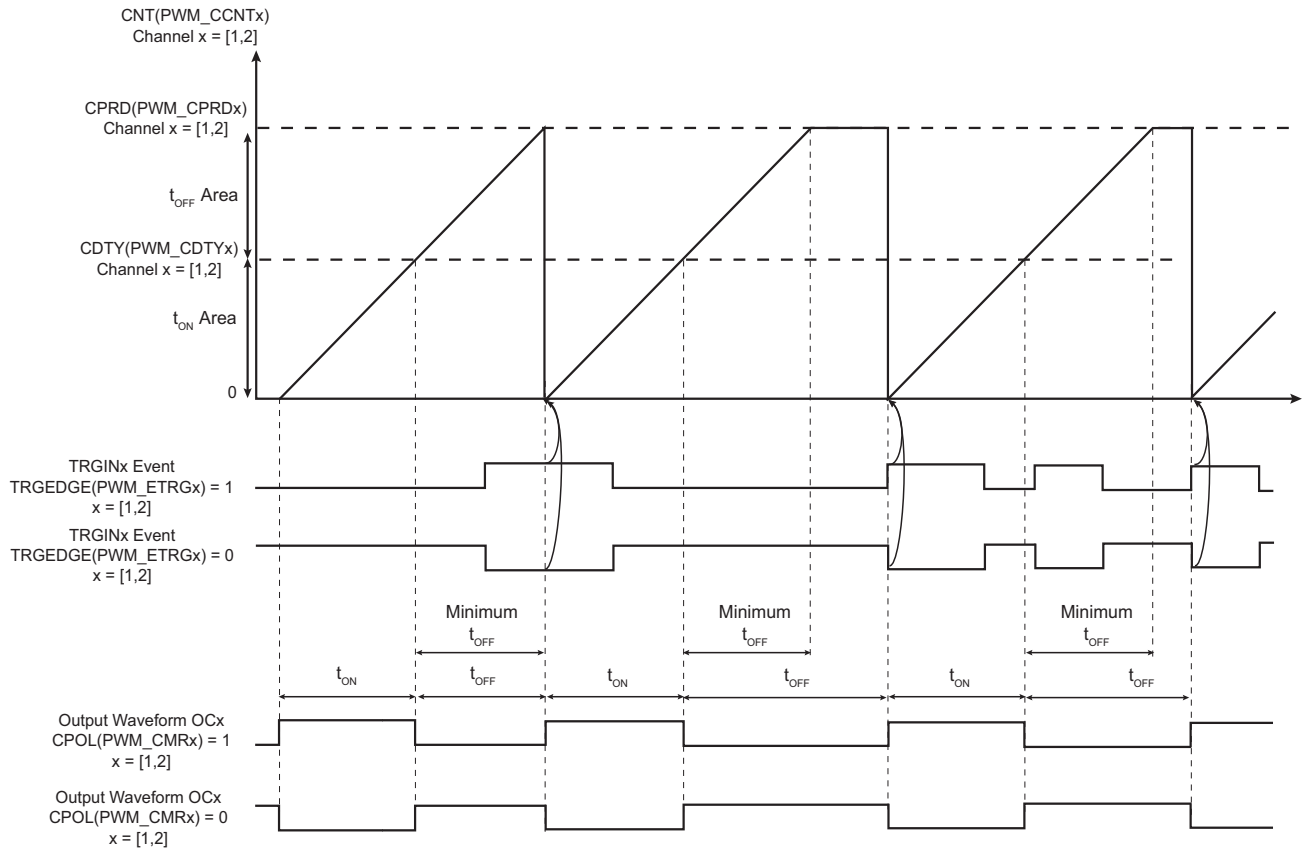 CNT(PWM_CCNTx)
Channel x = [1,2]
CPRD(PWM_CPRDx)
Channel x = [1,2]
tOFF Area
CDTY(PWM_CDTYx)
Channel x = [1,2]
tON Area
0
TRGINx Event
TRGEDGE(PWM_ETRGx) = 1
x = [1,2]
TRGINx Event
TRGEDGE(PWM_ETRGx) = 0
x = [1,2]
Minimum
tOFF
Minimum
tOFF
Minimum
tOFF
tON
tOFF
tON
tOFF
tON
tOFF
Output Waveform OCx
CPOL(PWM_CMRx) = 1
x = [1,2]
Output Waveform OCx
CPOL(PWM_CMRx) = 0
x = [1,2]